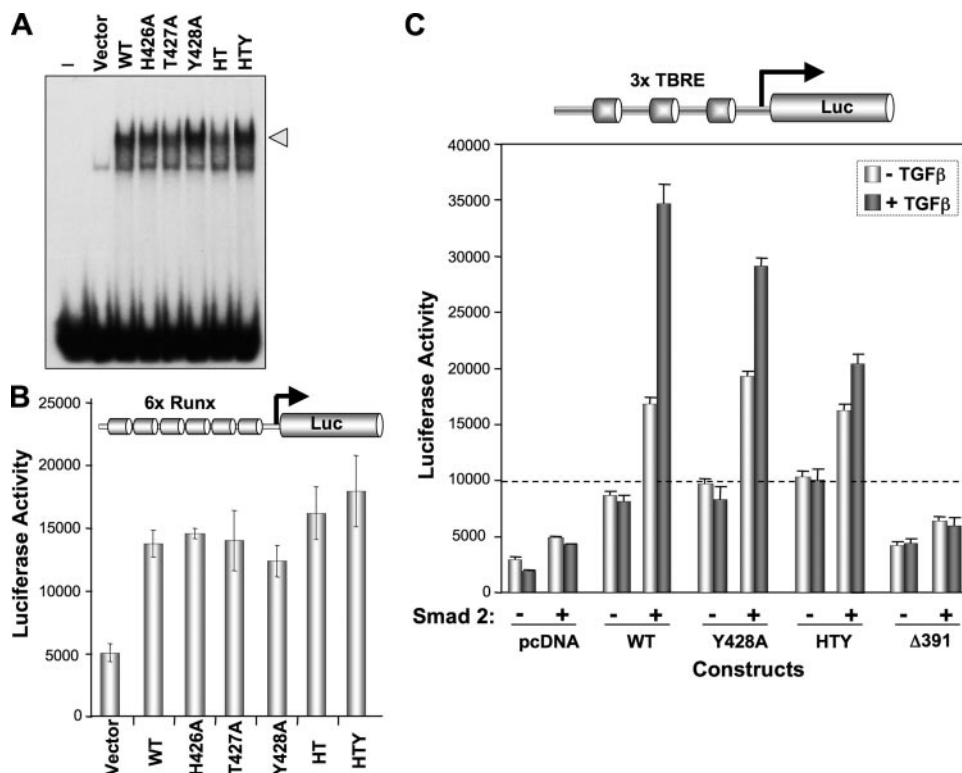 A
–
Vector
WT
H426A
T427A
Y428A
HT
HTY
B
6x Runx
Luc
Luciferase Activity
25000
20000
15000
10000
5000
0
Vector
WT
H426A
T427A
Y428A
HT
HTY
C
3x TBRE
Luc
- TGFβ
+ TGFβ
Luciferase Activity
40000
35000
30000
25000
20000
15000
10000
5000
0
Smad 2: - + - + - + - + - +
pcDNA WT Y428A HTY Δ391
Constructs